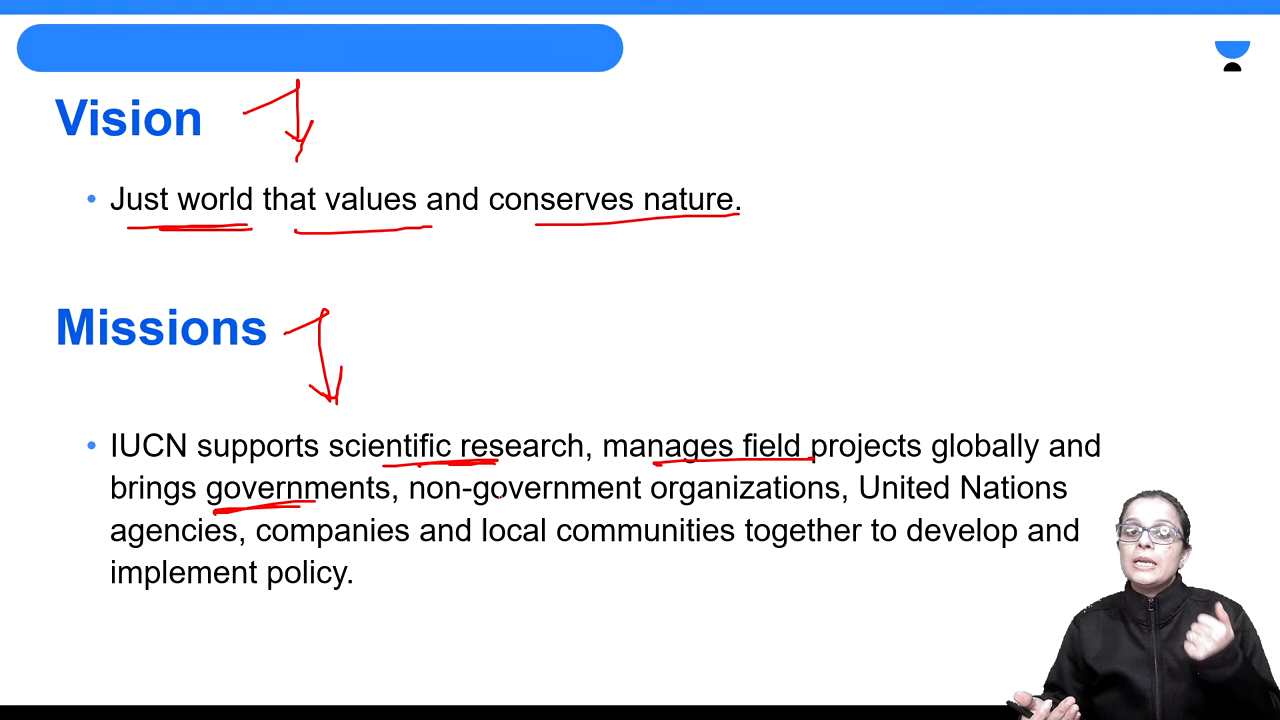 Vision
• Just world that values and conserves nature.
Missions
• IUCN supports scientific research, manages field projects globally and
brings governments, non-government organizations, United Nations
agencies, companies and local communities together to develop and
implement policy.